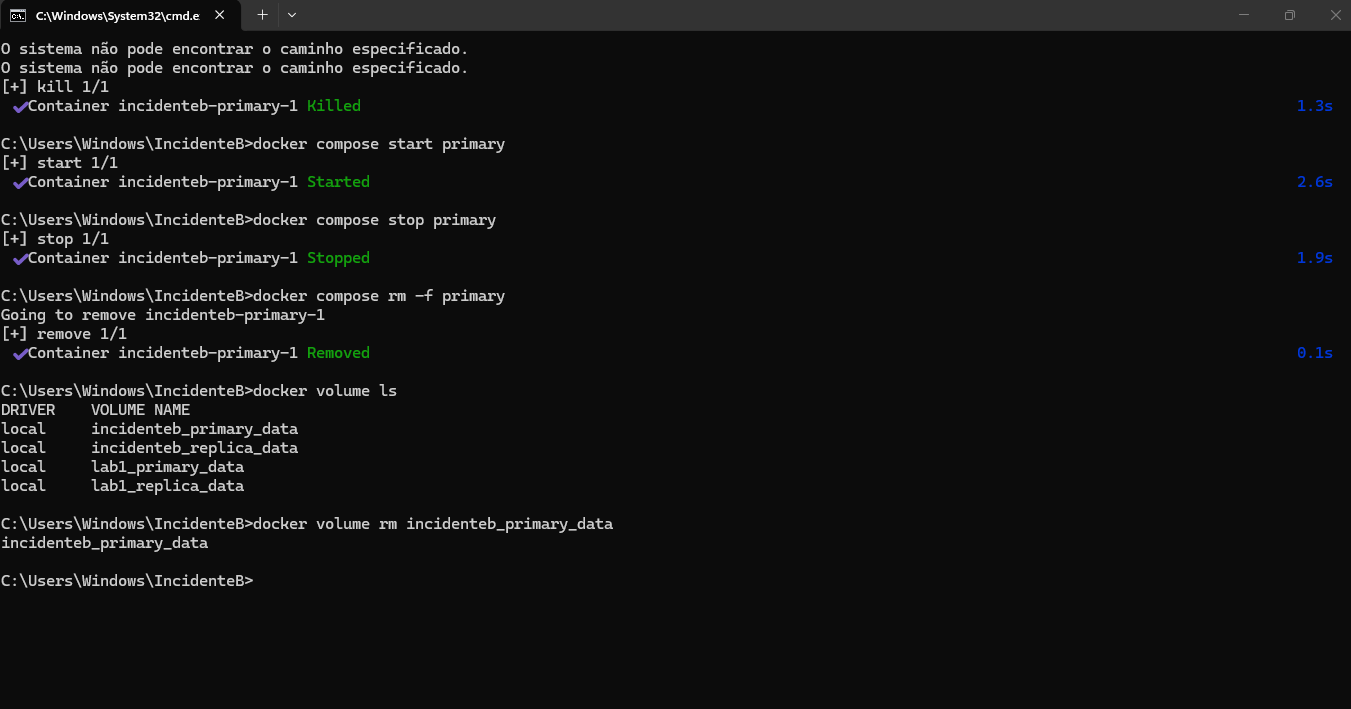 C:\Windows\System32\cmd.e
O sistema não pode encontrar o caminho especificado.
O sistema não pode encontrar o caminho especificado.
[+] kill 1/1
✔Container incidenteb-primary-1 Killed 1.3s
C:\Users\Windows\IncidenteB>docker compose start primary
[+] start 1/1
✔Container incidenteb-primary-1 Started 2.6s
C:\Users\Windows\IncidenteB>docker compose stop primary
[+] stop 1/1
✔Container incidenteb-primary-1 Stopped 1.9s
C:\Users\Windows\IncidenteB>docker compose rm -f primary
Going to remove incidenteb-primary-1
[+] remove 1/1
✔Container incidenteb-primary-1 Removed 0.1s
C:\Users\Windows\IncidenteB>docker volume ls
DRIVER    VOLUME NAME
local     incidenteb_primary_data
local     incidenteb_replica_data
local     lab1_primary_data
local     lab1_replica_data
C:\Users\Windows\IncidenteB>docker volume rm incidenteb_primary_data
incidenteb_primary_data
C:\Users\Windows\IncidenteB>